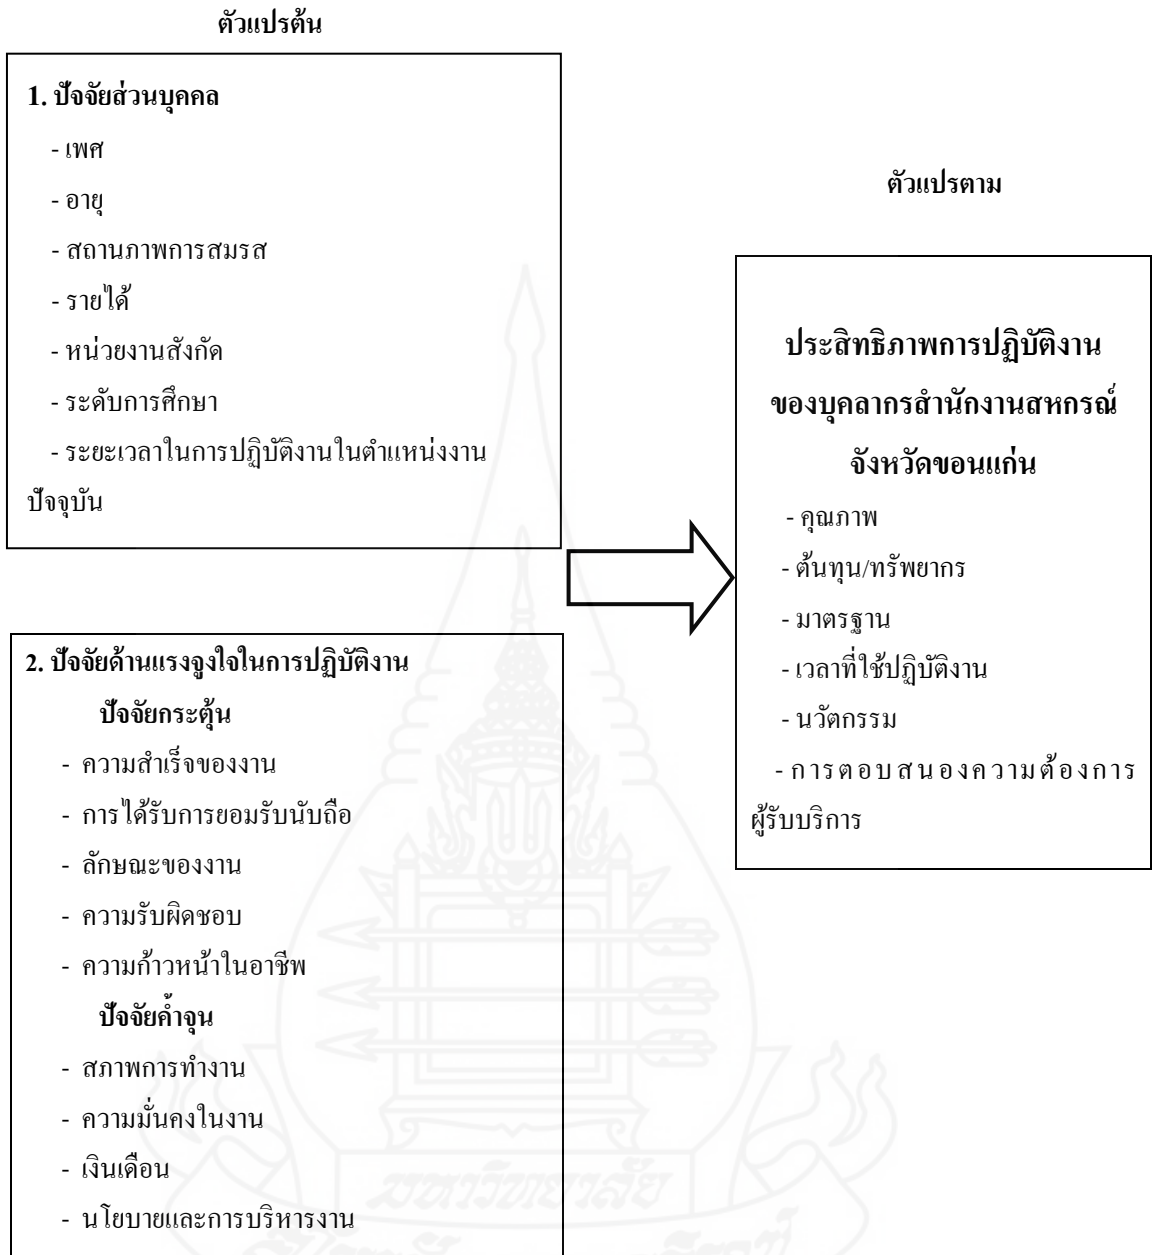 ตัวแปรต้น
1. ปัจจัยส่วนบุคคล
- เพศ
- อายุ
- สถานภาพการสมรส
- รายได้
- หน่วยงานสังกัด
- ระดับการศึกษา
- ระยะเวลาในการปฏิบัติงานในตำแหน่งงาน
ปัจจุบัน
2. ปัจจัยด้านแรงจูงใจในการปฏิบัติงาน
ปัจจัยกระตุ้น
- ความสำเร็จของงาน
- การได้รับการยอมรับนับถือ
- ลักษณะของงาน
- ความรับผิดชอบ
- ความก้าวหน้าในอาชีพ
ปัจจัยค้ำจุน
- สภาพการทำงาน
- ความมั่นคงในงาน
- เงินเดือน
- นโยบายและการบริหารงาน
ตัวแปรตาม
ประสิทธิภาพการปฏิบัติงาน
ของบุคลากรสำนักงานสหกรณ์
จังหวัดขอนแก่น
- คุณภาพ
- ต้นทุน/ทรัพยากร
- มาตรฐาน
- เวลาที่ใช้ปฏิบัติงาน
- นวัตกรรม
- การตอบสนองความต้องการ
ผู้รับบริการ
มหาวิทยาลัย